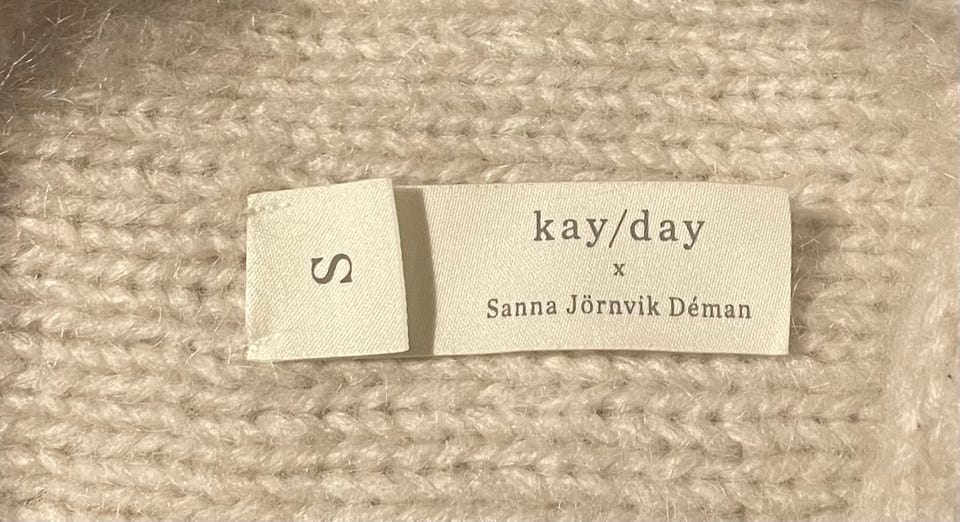 S
kay/day
x
Sanna Jörnvik Déman